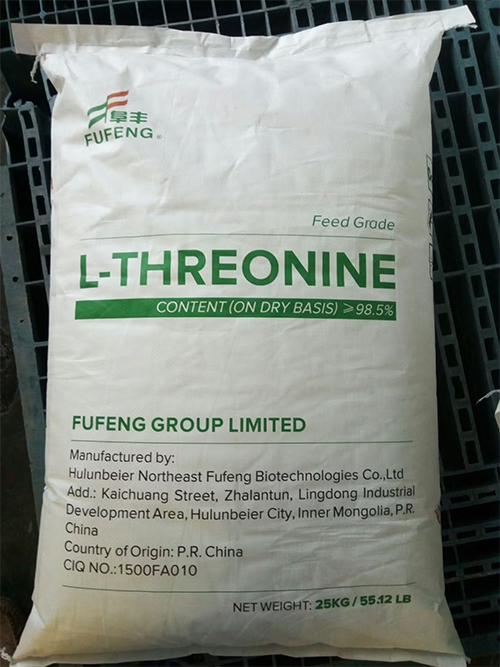 阜丰
FUFENG®
Feed Grade
L-THREONINE
CONTENT (ON DRY BASIS) ≥98.5%
FUFENG GROUP LIMITED
Manufactured by:
Hulunbeier Northeast Fufeng Biotechnologies Co.,Ltd
Add.: Kaichuang Street, Zhalantun, Lingdong Industrial
Development Area, Hulunbeier City, Inner Mongolia, P.R.
China
Country of Origin: P.R. China
CIQ NO.:1500FA010
NET WEIGHT: 25KG / 55.12 LB